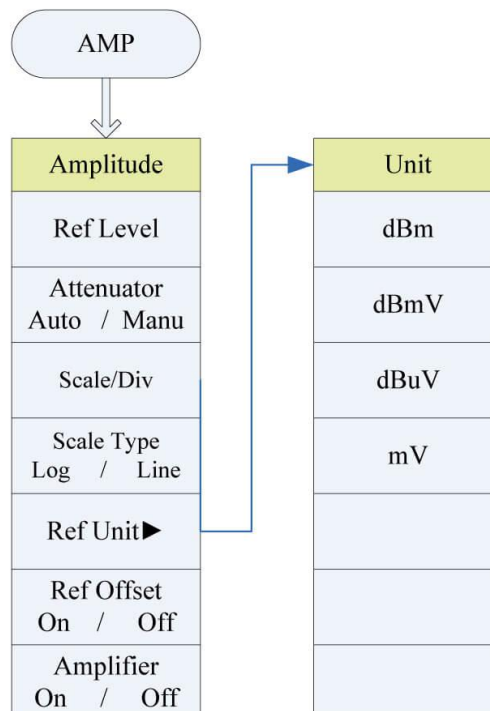 AMP
Amplitude
Ref Level
Attenuator
Auto / Manu
Scale/Div
Scale Type
Log / Line
Ref Unit▶
Ref Offset
On / Off
Amplifier
On / Off
Unit
dBm
dBmV
dBuV
mV